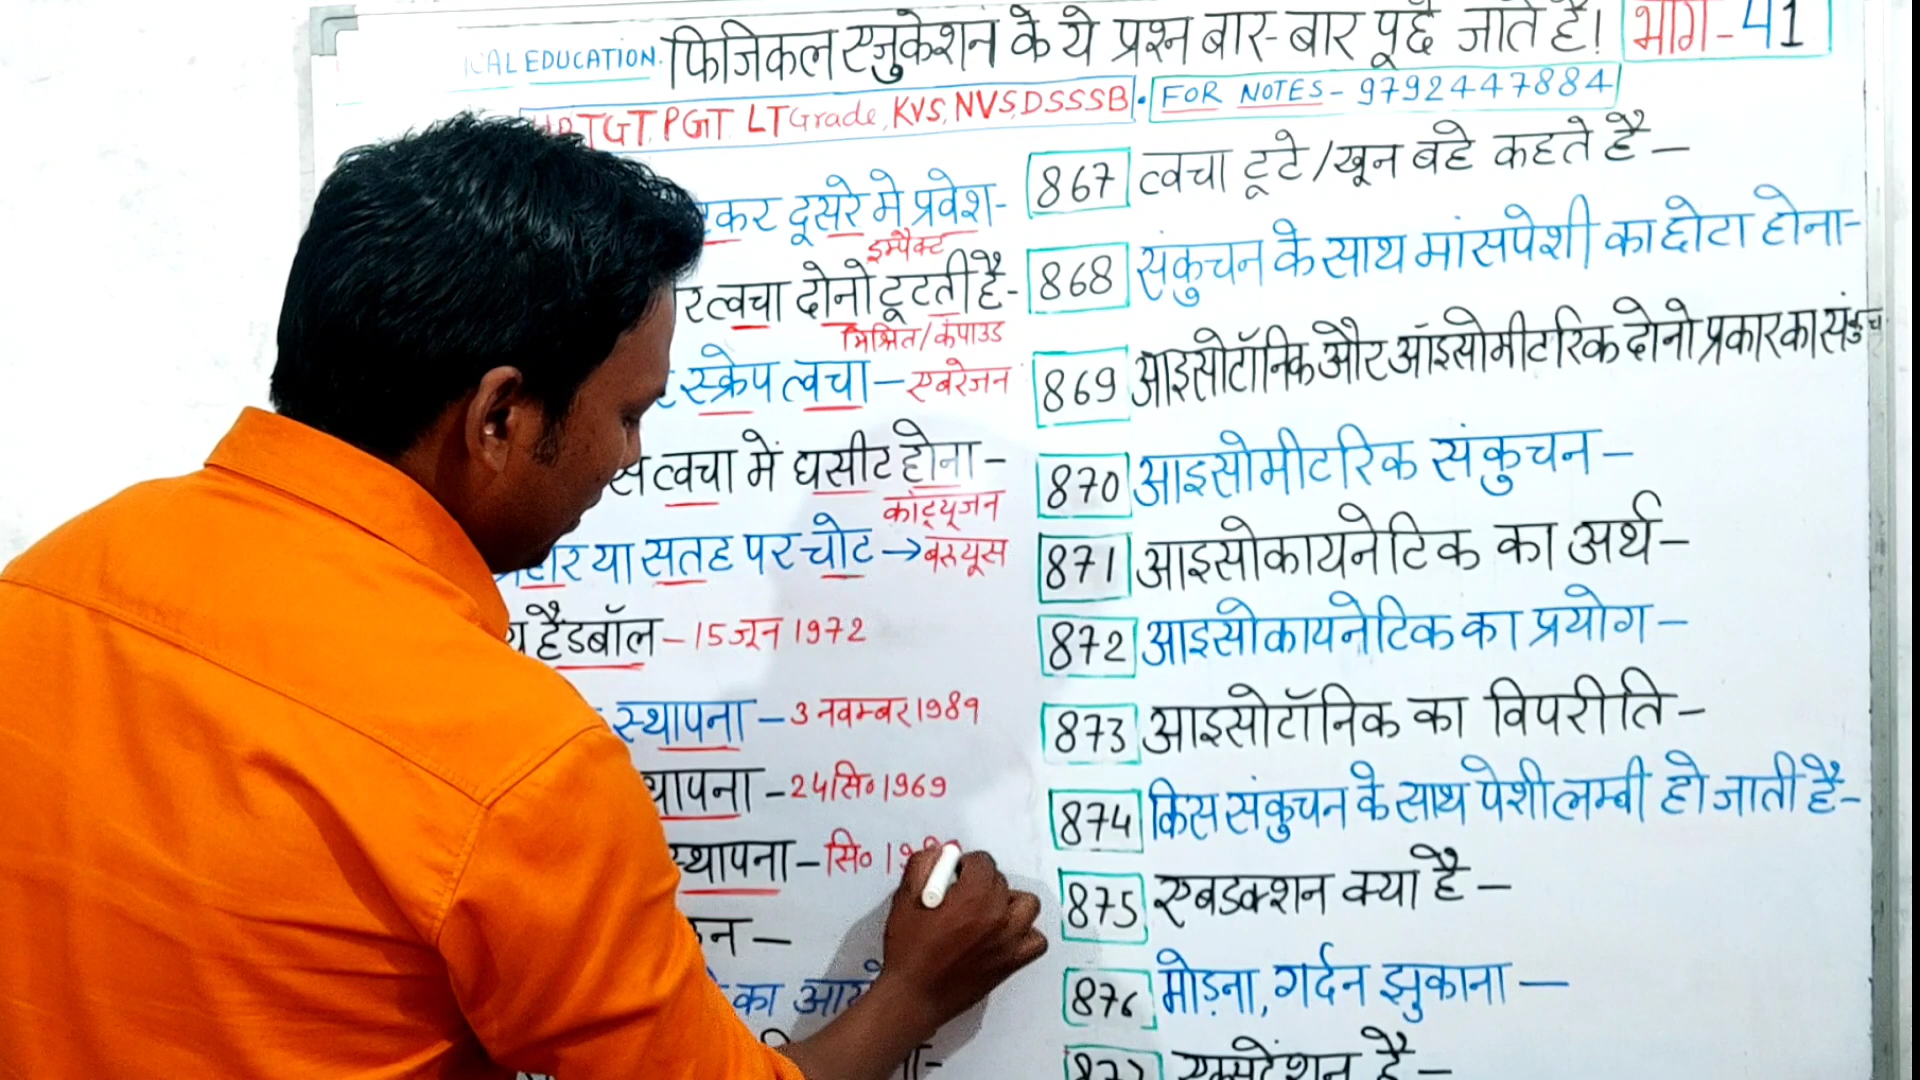 EDUCATION. फिजिकल एजुकेशन के ये प्रश्न बार-बार पूछे जाते है! भाग-41
TGT, PGT LT Grade, KVS, NVS, DSSSB. FOR NOTES - 9792447884
कर दूसरे मे प्रवेश-
इम्पैक्ट
त्वचा दोनो टूटती है-
मिश्रित/कंपाउड
स्क्रेप त्वचा - एबरेजन
त्वचा में घसीट होना -
कांट्यूजन
या सतह पर चोट →
हैंडबॉल - 15 जून 1972
स्थापना - 3 नवम्बर 1989
- 24 सि० 1969
स्थापना - सि०
का
867 त्वचा टूटे/खून बहे कहते है -
868 संकुचन के साथ मांसपेशी का छोटा होना -
869 आइसोटॉनिक और आइसोमीटरिक दोनो प्रकार का संकुच
870 आइसोमीटरिक संकुचन -
871 आइसोकायनेटिक का अर्थ -
872 आइसोकायनेटिक का प्रयोग -
873 आइसोटॉनिक का विपरीति -
874 किस संकुचन के साथ पेशी लम्बी हो जाती है -
875 एबडक्शन क्या है -
876 मोड़ना, गर्दन झुकाना -
877 एक्सटेंशन है -